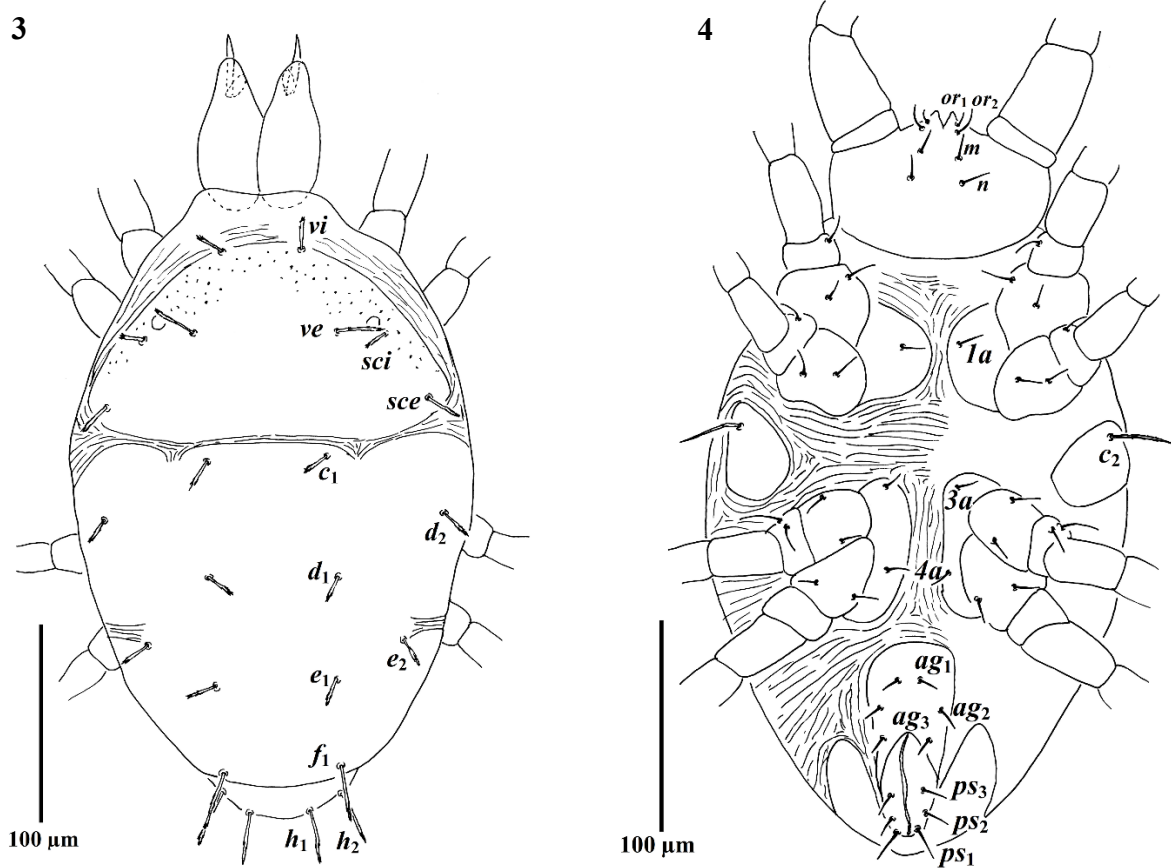 3
vi
ve
sci
sce
c₁
d₂
d₁
e₂
e₁
f₁
h₁ h₂
100 µm
4
or₁ or₂
m
n
1a
c₂
3a
4a
ag₁
ag₃ ag₂
ps₃
ps₂
ps₁
100 µm